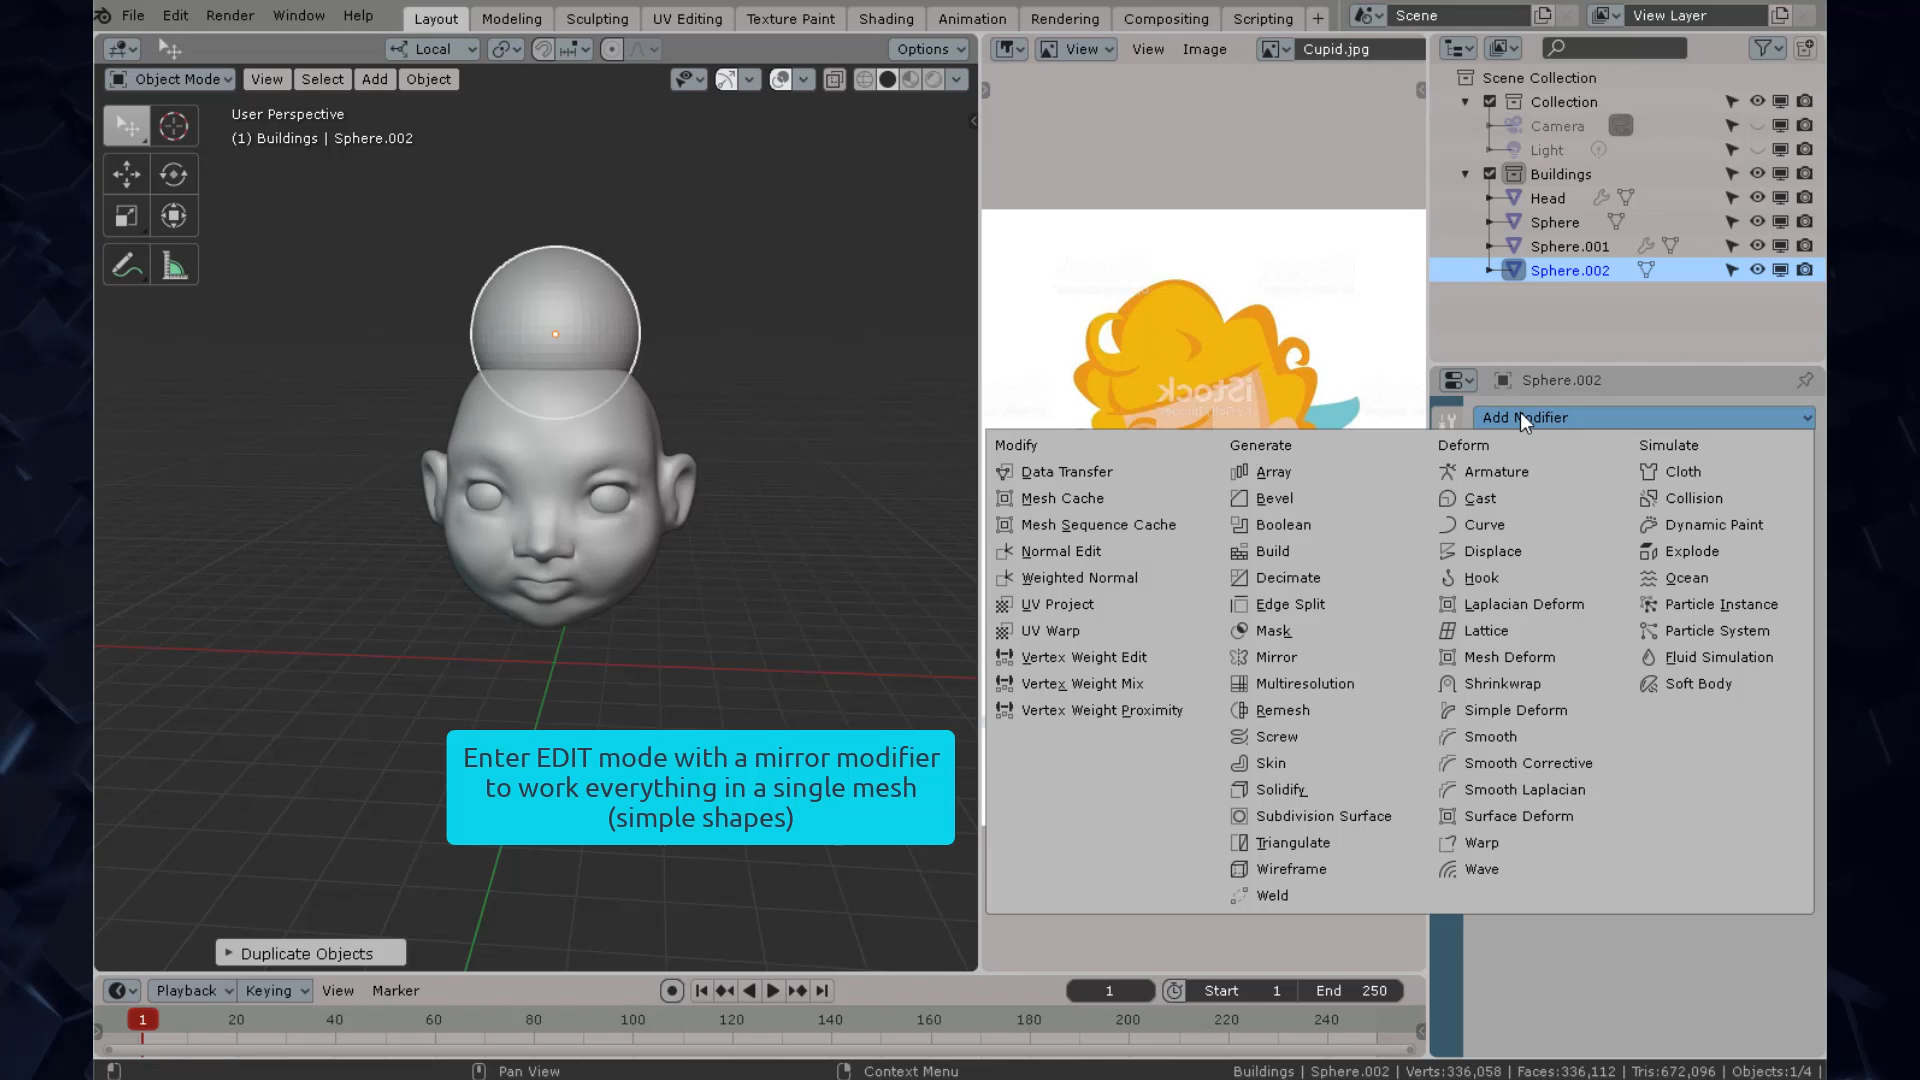 File Edit Render Window Help Layout Modeling Sculpting UV Editing Texture Paint Shading Animation Rendering Compositing Scripting + Scene View Layer
Local Options View View Image Cupid.jpg
Object Mode View Select Add Object
User Perspective
(1) Buildings | Sphere.002
Scene Collection
Collection
Camera
Light
Buildings
Head
Sphere
Sphere.001
Sphere.002
iStock
Sphere.002
Add Modifier
Modify
Data Transfer
Mesh Cache
Mesh Sequence Cache
Normal Edit
Weighted Normal
UV Project
UV Warp
Vertex Weight Edit
Vertex Weight Mix
Vertex Weight Proximity
Generate
Array
Bevel
Boolean
Build
Decimate
Edge Split
Mask
Mirror
Multiresolution
Remesh
Screw
Skin
Solidify
Subdivision Surface
Triangulate
Wireframe
Weld
Deform
Armature
Cast
Curve
Displace
Hook
Laplacian Deform
Lattice
Mesh Deform
Shrinkwrap
Simple Deform
Smooth
Smooth Corrective
Smooth Laplacian
Surface Deform
Warp
Wave
Simulate
Cloth
Collision
Dynamic Paint
Explode
Ocean
Particle Instance
Particle System
Fluid Simulation
Soft Body
Enter EDIT mode with a mirror modifier
to work everything in a single mesh
(simple shapes)
Duplicate Objects
Playback Keying View Marker 1 Start 1 End 250
1 20 40 60 80 100 120 140 160 180 200 220 240
Pan View Context Menu Buildings | Sphere.002 | Verts:336,058 | Faces:336,112 | Tris:672,096 | Objects:1/4 |